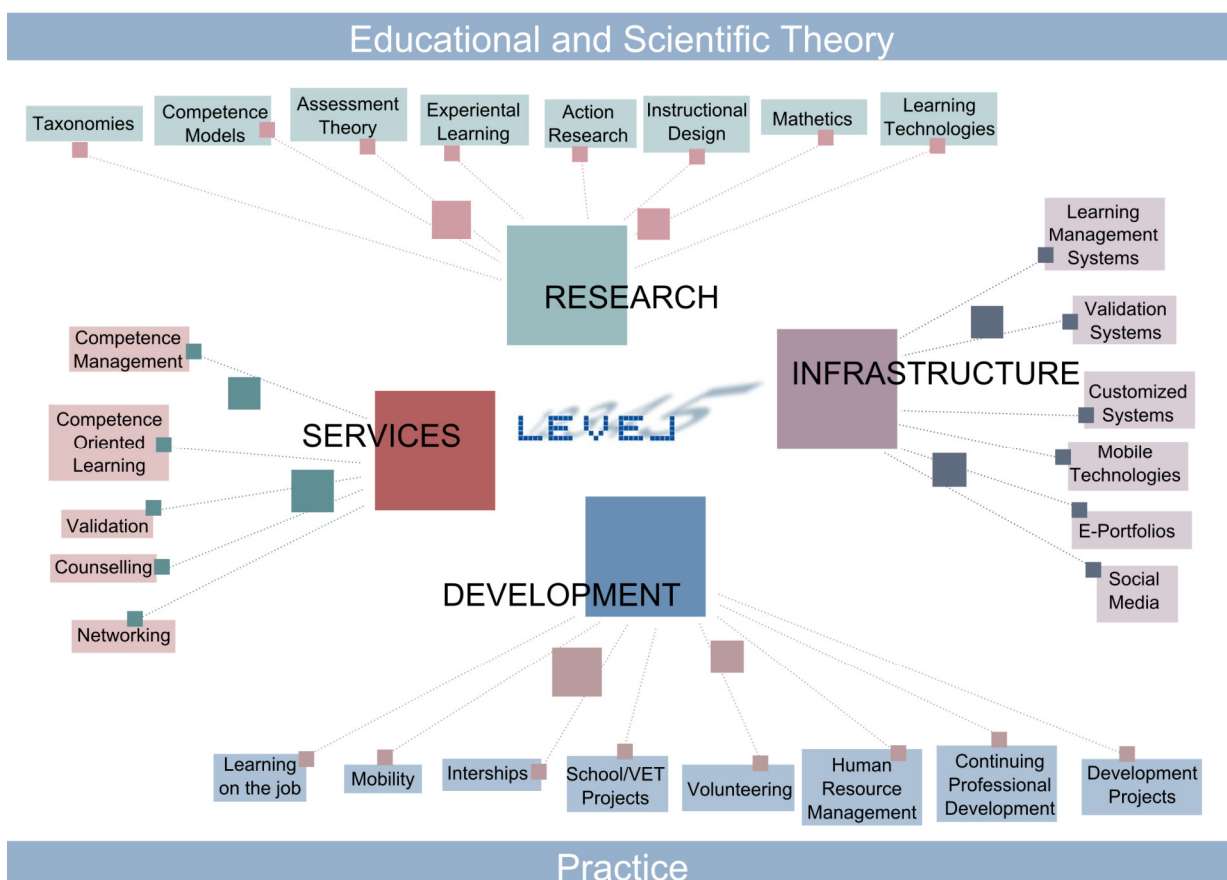 Educational and Scientific Theory
Taxonomies
Competence
Models
Assessment
Theory
Experiential
Learning
Action
Research
Instructional
Design
Mathetics
Learning
Technologies
RESEARCH
Learning
Management
Systems
Validation
Systems
INFRASTRUCTURE
Customized
Systems
Mobile
Technologies
E-Portfolios
Social
Media
Competence
Management
Competence
Oriented
Learning
Validation
Counselling
Networking
SERVICES
LEVEL
DEVELOPMENT
Learning
on the job
Mobility
Interships
School/VET
Projects
Volunteering
Human
Resource
Management
Continuing
Professional
Development
Development
Projects
Practice